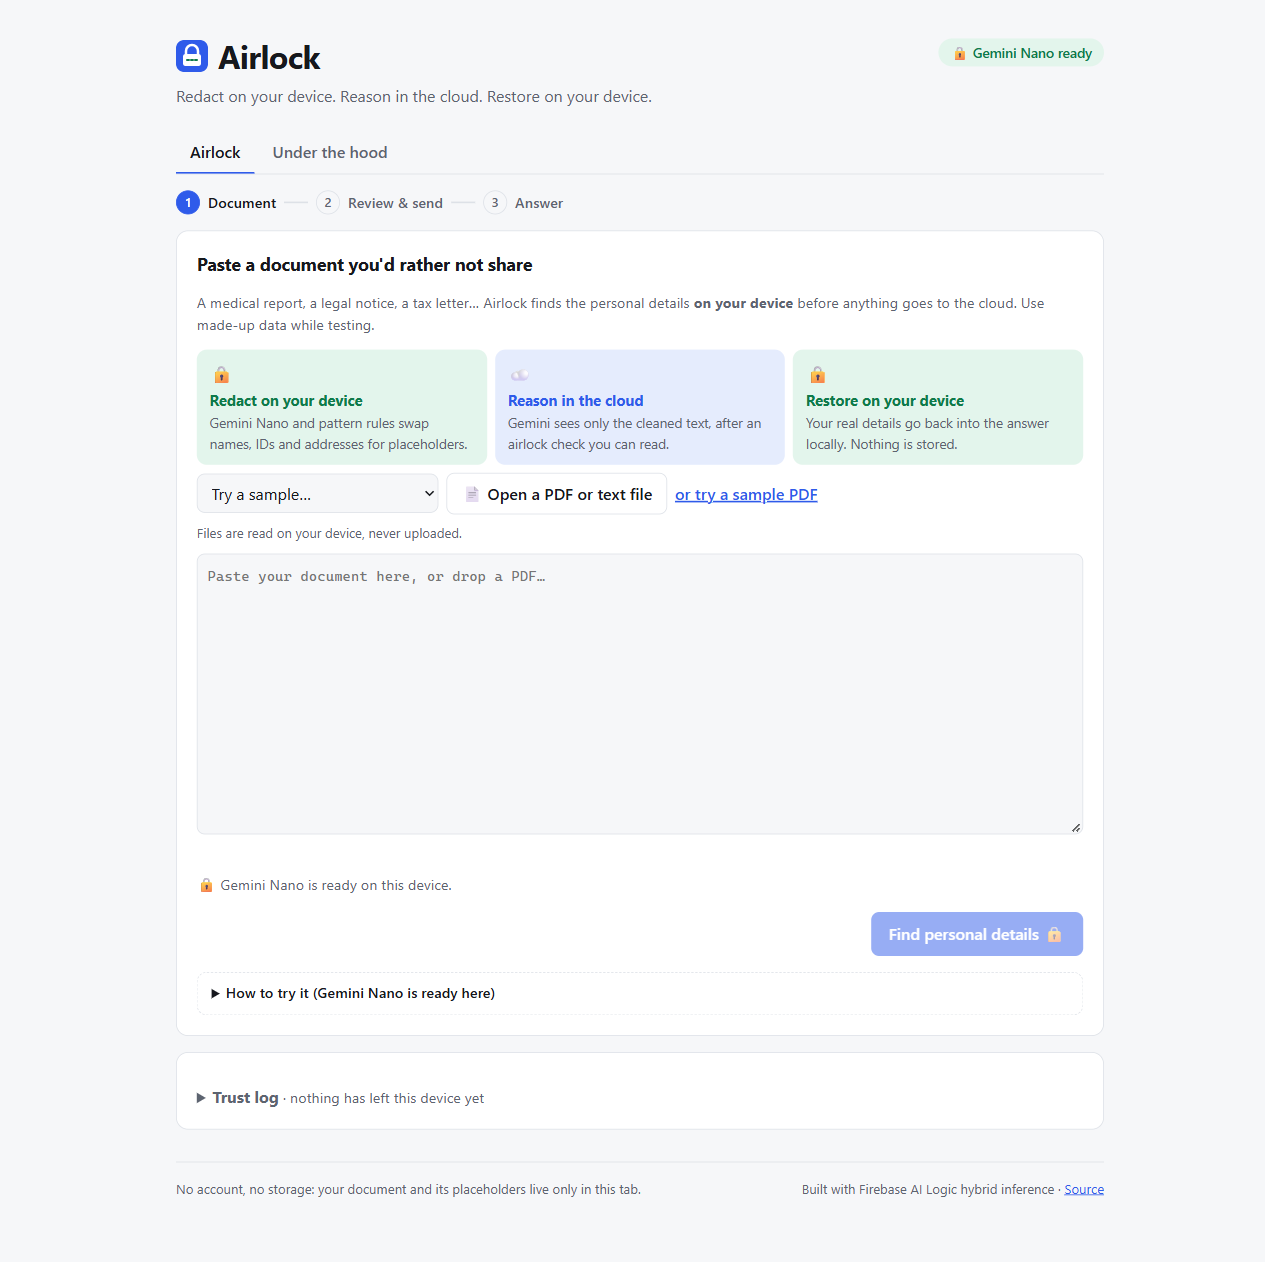 Airlock
Gemini Nano ready
Redact on your device. Reason in the cloud. Restore on your device.
Airlock
Under the hood
1 Document
2 Review & send
3 Answer
Paste a document you'd rather not share
A medical report, a legal notice, a tax letter... Airlock finds the personal details on your device before anything goes to the cloud. Use
made-up data while testing.
Redact on your device
Gemini Nano and pattern rules swap
names, IDs and addresses for placeholders.
Reason in the cloud
Gemini sees only the cleaned text, after an
airlock check you can read.
Restore on your device
Your real details go back into the answer
locally. Nothing is stored.
Try a sample...
Open a PDF or text file
or try a sample PDF
Files are read on your device, never uploaded.
Paste your document here, or drop a PDF…
Gemini Nano is ready on this device.
Find personal details
How to try it (Gemini Nano is ready here)
Trust log · nothing has left this device yet
No account, no storage: your document and its placeholders live only in this tab.
Built with Firebase AI Logic hybrid inference · Source